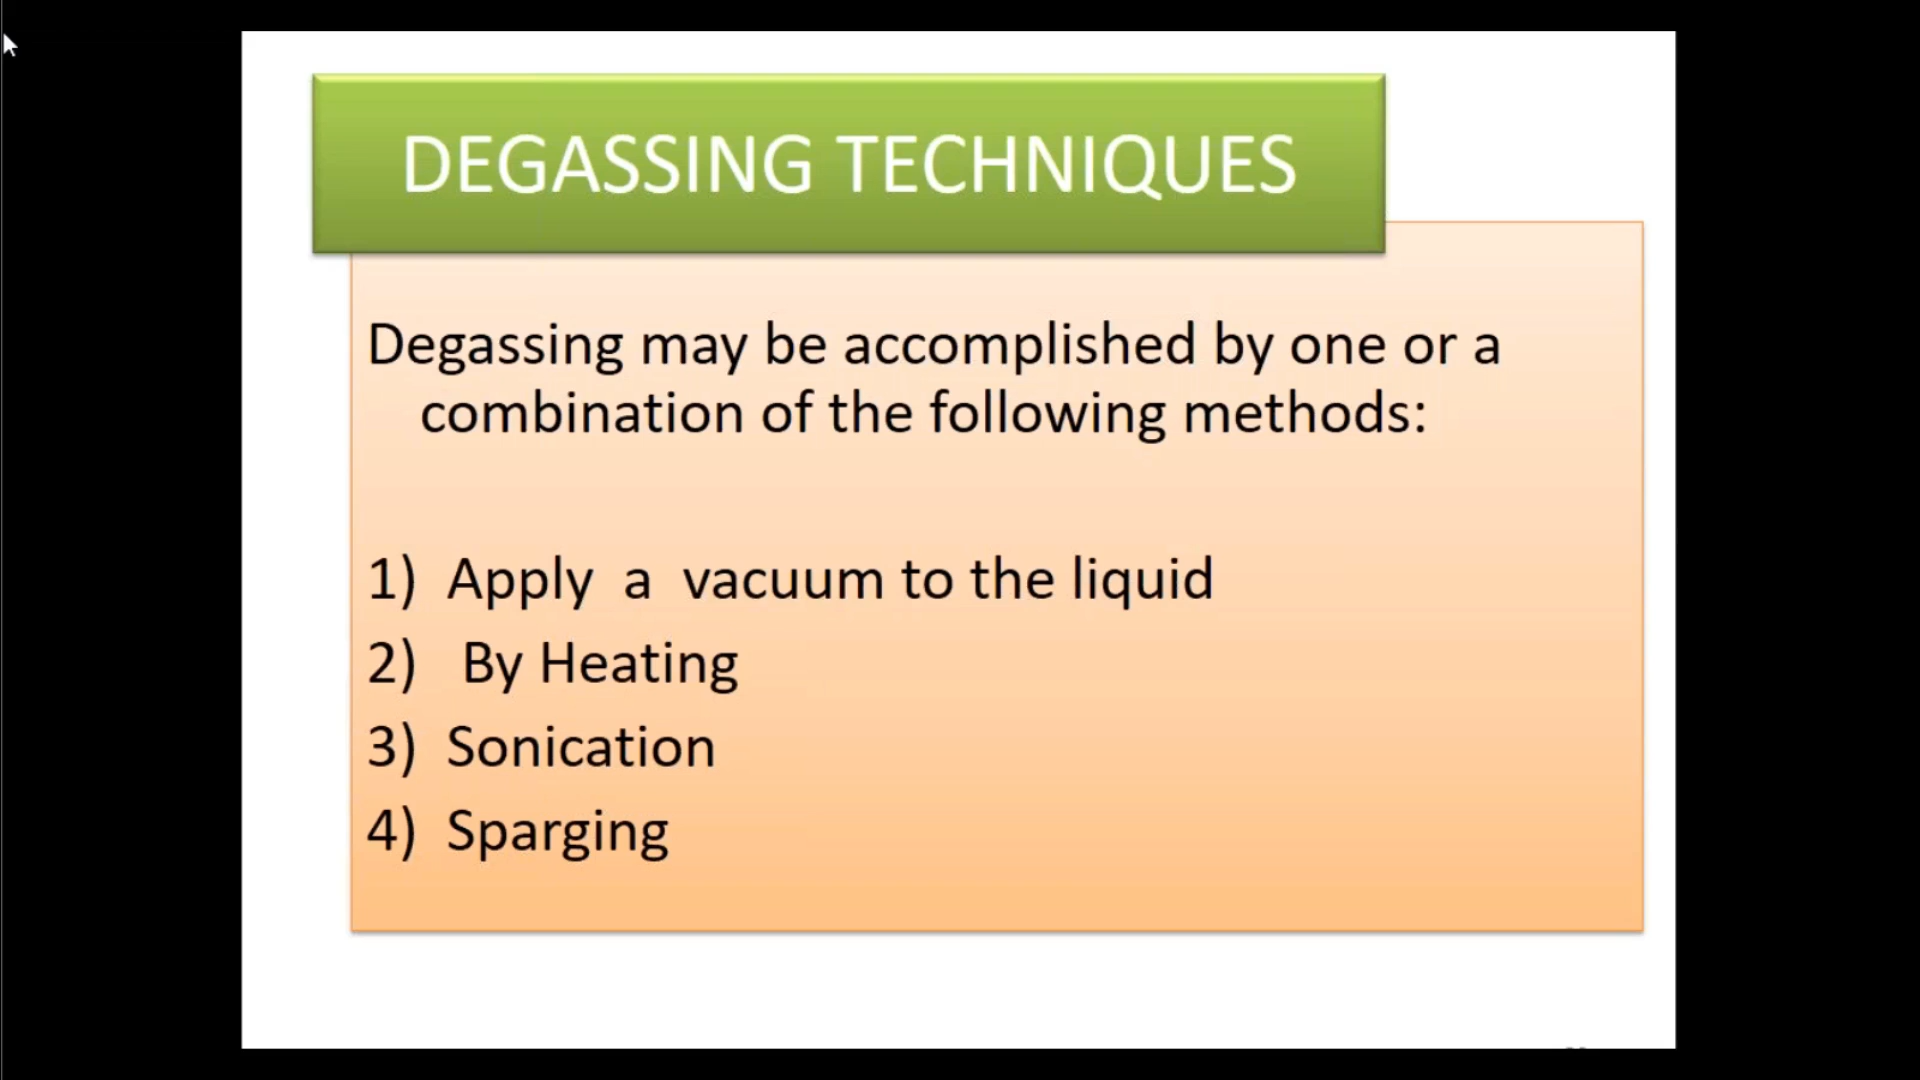 DEGASSING TECHNIQUES
Degassing may be accomplished by one or a
combination of the following methods:
1) Apply a vacuum to the liquid
2) By Heating
3) Sonication
4) Sparging